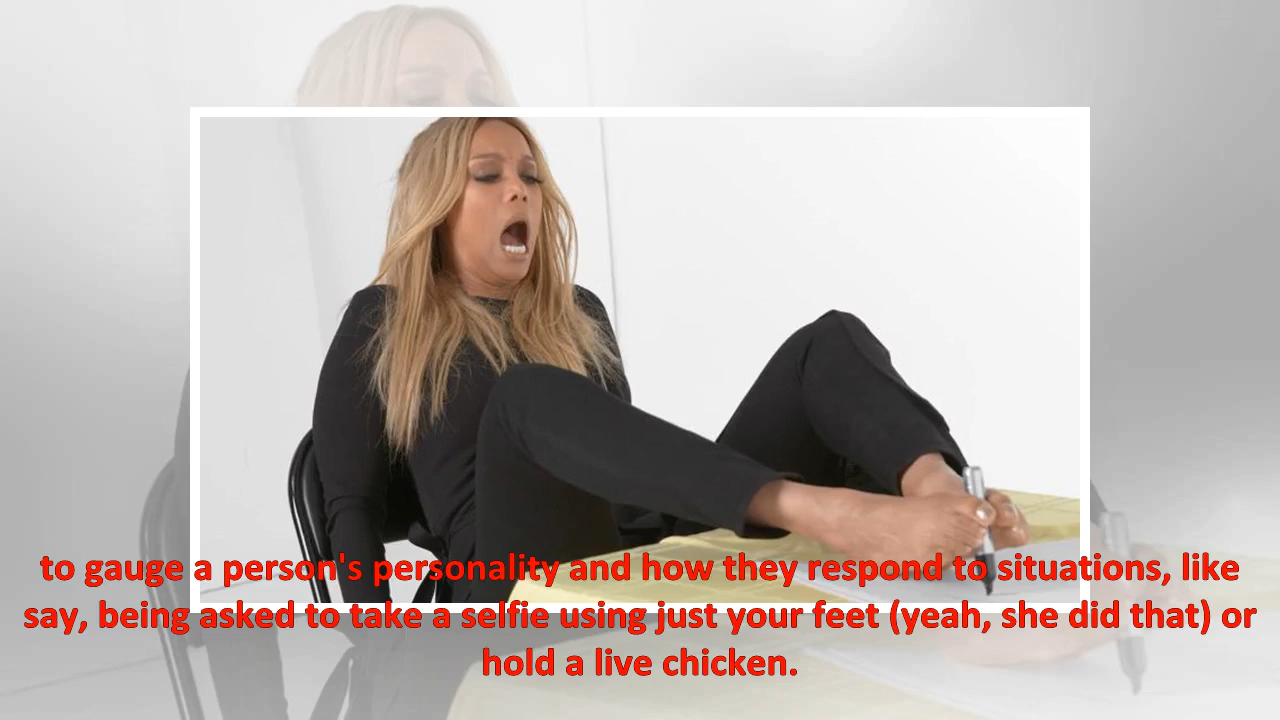 to gauge a person's personality and how they respond to situations, like
say, being asked to take a selfie using just your feet (yeah, she did that) or
hold a live chicken.